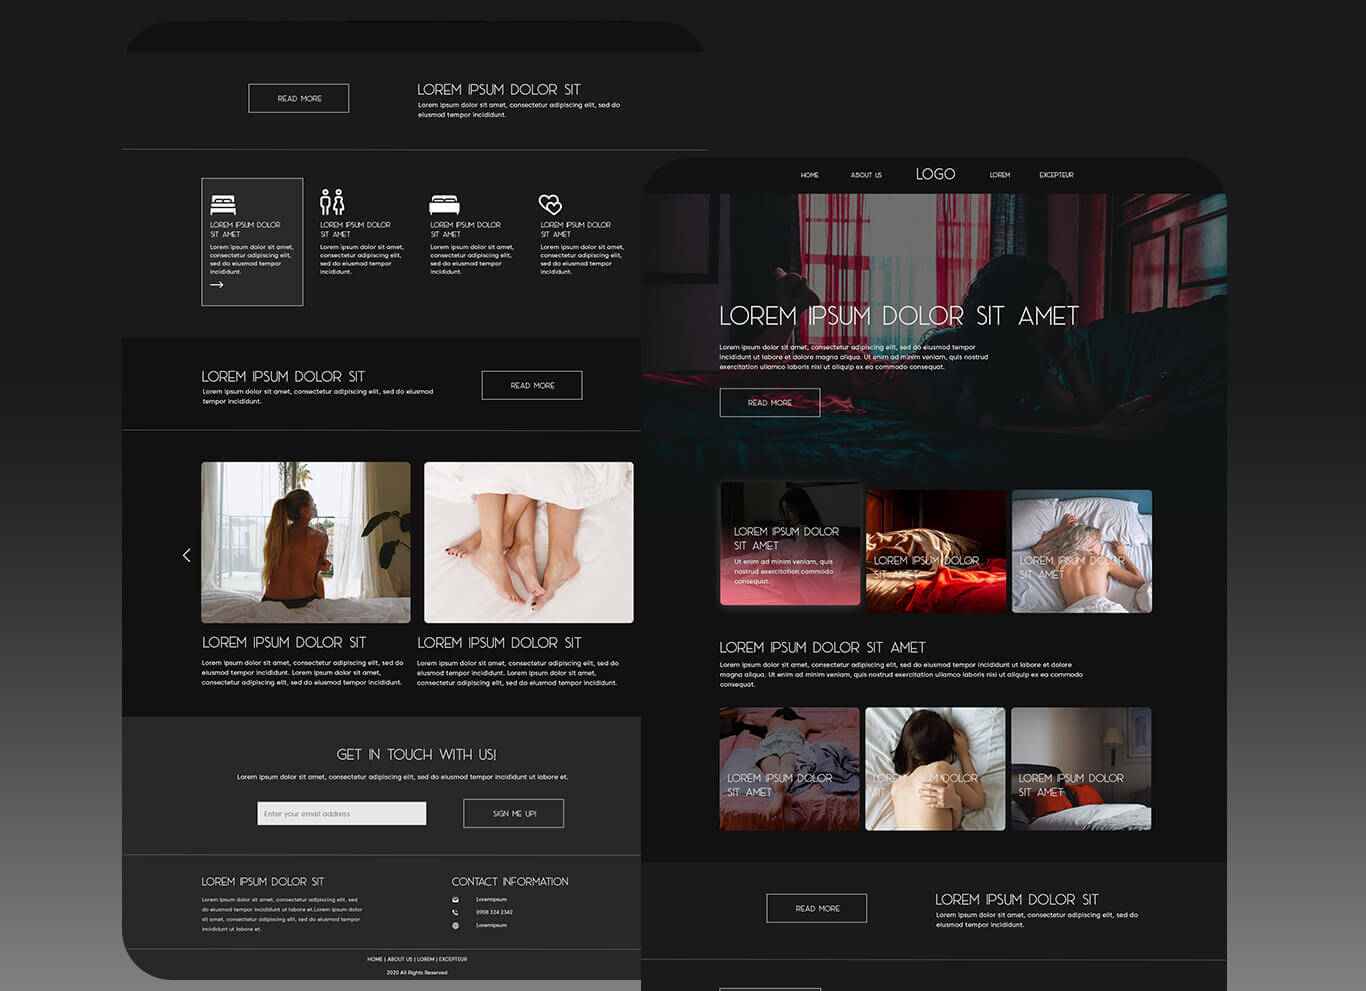 READ MORE
LOREM IPSUM DOLOR SIT
Lorem ipsum dolor sit amet, consectetur adipiscing elit, sed do
eiusmod tempor incididunt.
LOREM IPSUM DOLOR
SIT AMET
Lorem ipsum dolor sit amet,
consectetur adipiscing elit,
sed do eiusmod tempor
incididunt.
LOREM IPSUM DOLOR
SIT AMET
Lorem ipsum dolor sit amet,
consectetur adipiscing elit,
sed do eiusmod tempor
incididunt.
LOREM IPSUM DOLOR
SIT AMET
Lorem ipsum dolor sit amet,
consectetur adipiscing elit,
sed do eiusmod tempor
incididunt.
LOREM IPSUM DOLOR
SIT AMET
Lorem ipsum dolor sit amet,
consectetur adipiscing elit,
sed do eiusmod tempor
incididunt.
LOREM IPSUM DOLOR SIT
Lorem ipsum dolor sit amet, consectetur adipiscing elit, sed do eiusmod
tempor incididunt.
READ MORE
LOREM IPSUM DOLOR SIT
Lorem ipsum dolor sit amet, consectetur adipiscing elit, sed do
eiusmod tempor incididunt. Lorem ipsum dolor sit amet,
consectetur adipiscing elit, sed do eiusmod tempor incididunt.
LOREM IPSUM DOLOR SIT
Lorem ipsum dolor sit amet, consectetur adipiscing elit, sed do
eiusmod tempor incididunt. Lorem ipsum dolor sit amet,
consectetur adipiscing elit, sed do eiusmod tempor incididunt.
GET IN TOUCH WITH US!
Lorem ipsum dolor sit amet, consectetur adipiscing elit, sed do eiusmod tempor incididunt ut labore et.
Enter your email address
SIGN ME UP!
LOREM IPSUM DOLOR SIT
Lorem ipsum dolor sit amet, consectetur adipiscing elit, sed
do eiusmod tempor incididunt ut labore et.Lorem ipsum dolor
sit amet, consectetur adipiscing elit, sed do eiusmod tempor
incididunt ut labore et.
CONTACT INFORMATION
Loremipsum
0908 324 2342
Loremipsum
HOME | ABOUT US | LOREM | EXCEPTEUR
2020 All Rights Reserved
HOME
ABOUT US
LOGO
LOREM
EXCEPTEUR
LOREM IPSUM DOLOR SIT AMET
Lorem ipsum dolor sit amet, consectetur adipiscing elit, sed do eiusmod tempor
incididunt ut labore et dolore magna aliqua. Ut enim ad minim veniam, quis nostrud
exercitation ullamco laboris nisi ut aliquip ex ea commodo consequat.
READ MORE
LOREM IPSUM DOLOR
SIT AMET
Ut enim ad minim veniam, quis
nostrud exercitation commodo
consequat.
LOREM IPSUM DOLOR
SIT AMET
LOREM IPSUM DOLOR
SIT AMET
LOREM IPSUM DOLOR SIT AMET
Lorem ipsum dolor sit amet, consectetur adipiscing elit, sed do eiusmod tempor incididunt ut labore et dolore
magna aliqua. Ut enim ad minim veniam, quis nostrud exercitation ullamco laboris nisi ut aliquip ex ea commodo
consequat.
LOREM IPSUM DOLOR
SIT AMET
LOREM IPSUM DOLOR
SIT AMET
LOREM IPSUM DOLOR
SIT AMET
READ MORE
LOREM IPSUM DOLOR SIT
Lorem ipsum dolor sit amet, consectetur adipiscing elit, sed do
eiusmod tempor incididunt.